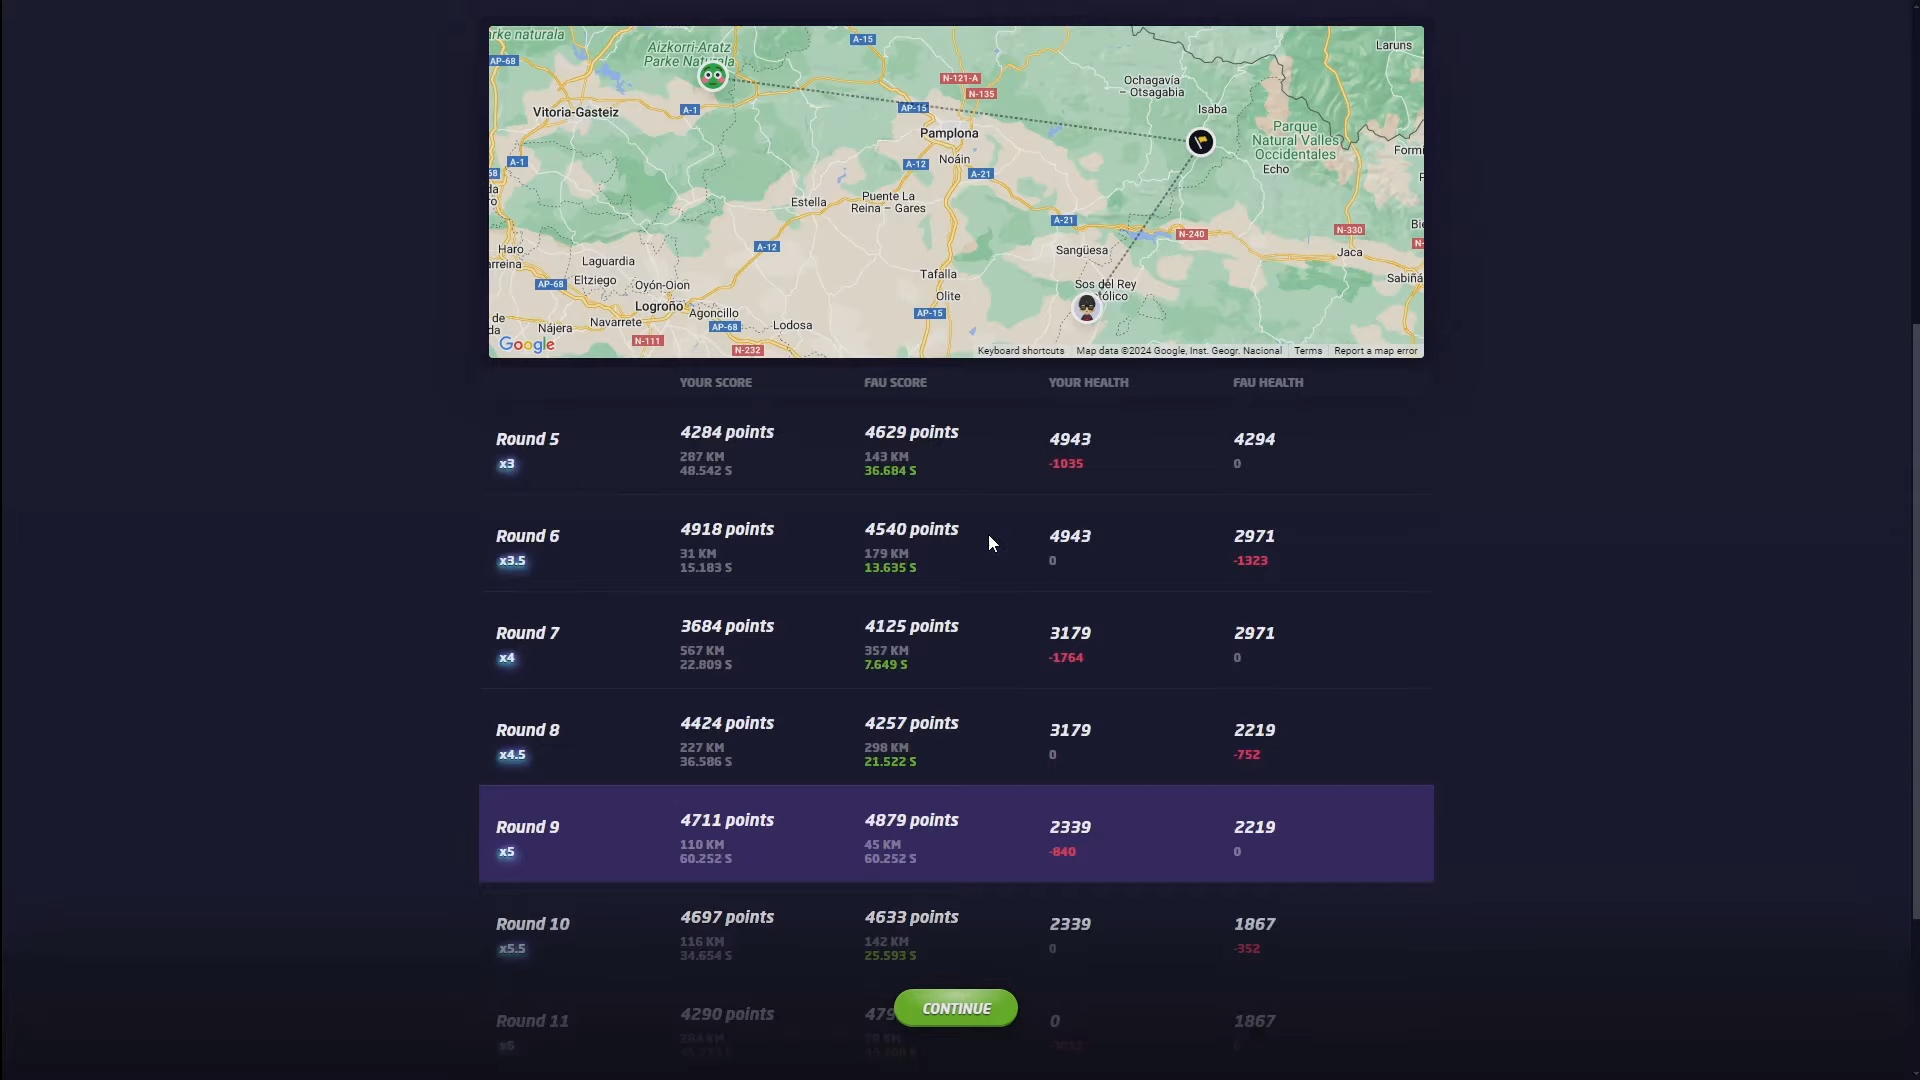 arke naturala
Aizkorri-Aratz
Parke Naturala
A-15
Laruns
AP-68
N-121-A
N-135
Ochagavía
– Otsagabia
Vitoria-Gasteiz
A-1
AP-15
Isaba
Pamplona
Parque
Natural Valles
Occidentales
A-1
A-12
Noáin
A-21
Echo
Formi
68
Estella
Puente La
Reina – Gares
A-21
N-240
N-330
Haro
A-12
Sangüesa
Jaca
Laguardia
Tafalla
AP-68
Eltziego
Oyón-Oion
Sos del Rey
Sabiñá
Logroño
Agoncillo
Olite
de
Nájera
Navarrete
AP-68
Lodosa
AP-15
N-111
N-232
Google
Keyboard shortcuts Map data ©2024 Google, Inst. Geogr. Nacional Terms Report a map error
YOUR SCORE FAU SCORE YOUR HEALTH FAU HEALTH
Round 5 4284 points 4629 points 4943 4294
x3 287 KM 143 KM -1035 0
48.542 S 36.684 S
Round 6 4918 points 4540 points 4943 2971
x3.5 31 KM 179 KM 0 -1323
15.183 S 13.635 S
Round 7 3684 points 4125 points 3179 2971
x4 567 KM 357 KM -1764 0
22.809 S 7.649 S
Round 8 4424 points 4257 points 3179 2219
x4.5 227 KM 298 KM 0 -752
36.586 S 21.522 S
Round 9 4711 points 4879 points 2339 2219
x5 110 KM 45 KM -840 0
60.252 S 60.252 S
Round 10 4697 points 4633 points 2339 1867
x5.5 116 KM 142 KM 0 -352
34.654 S 25.593 S
CONTINUE
Round 11 4290 points 479 0 1867